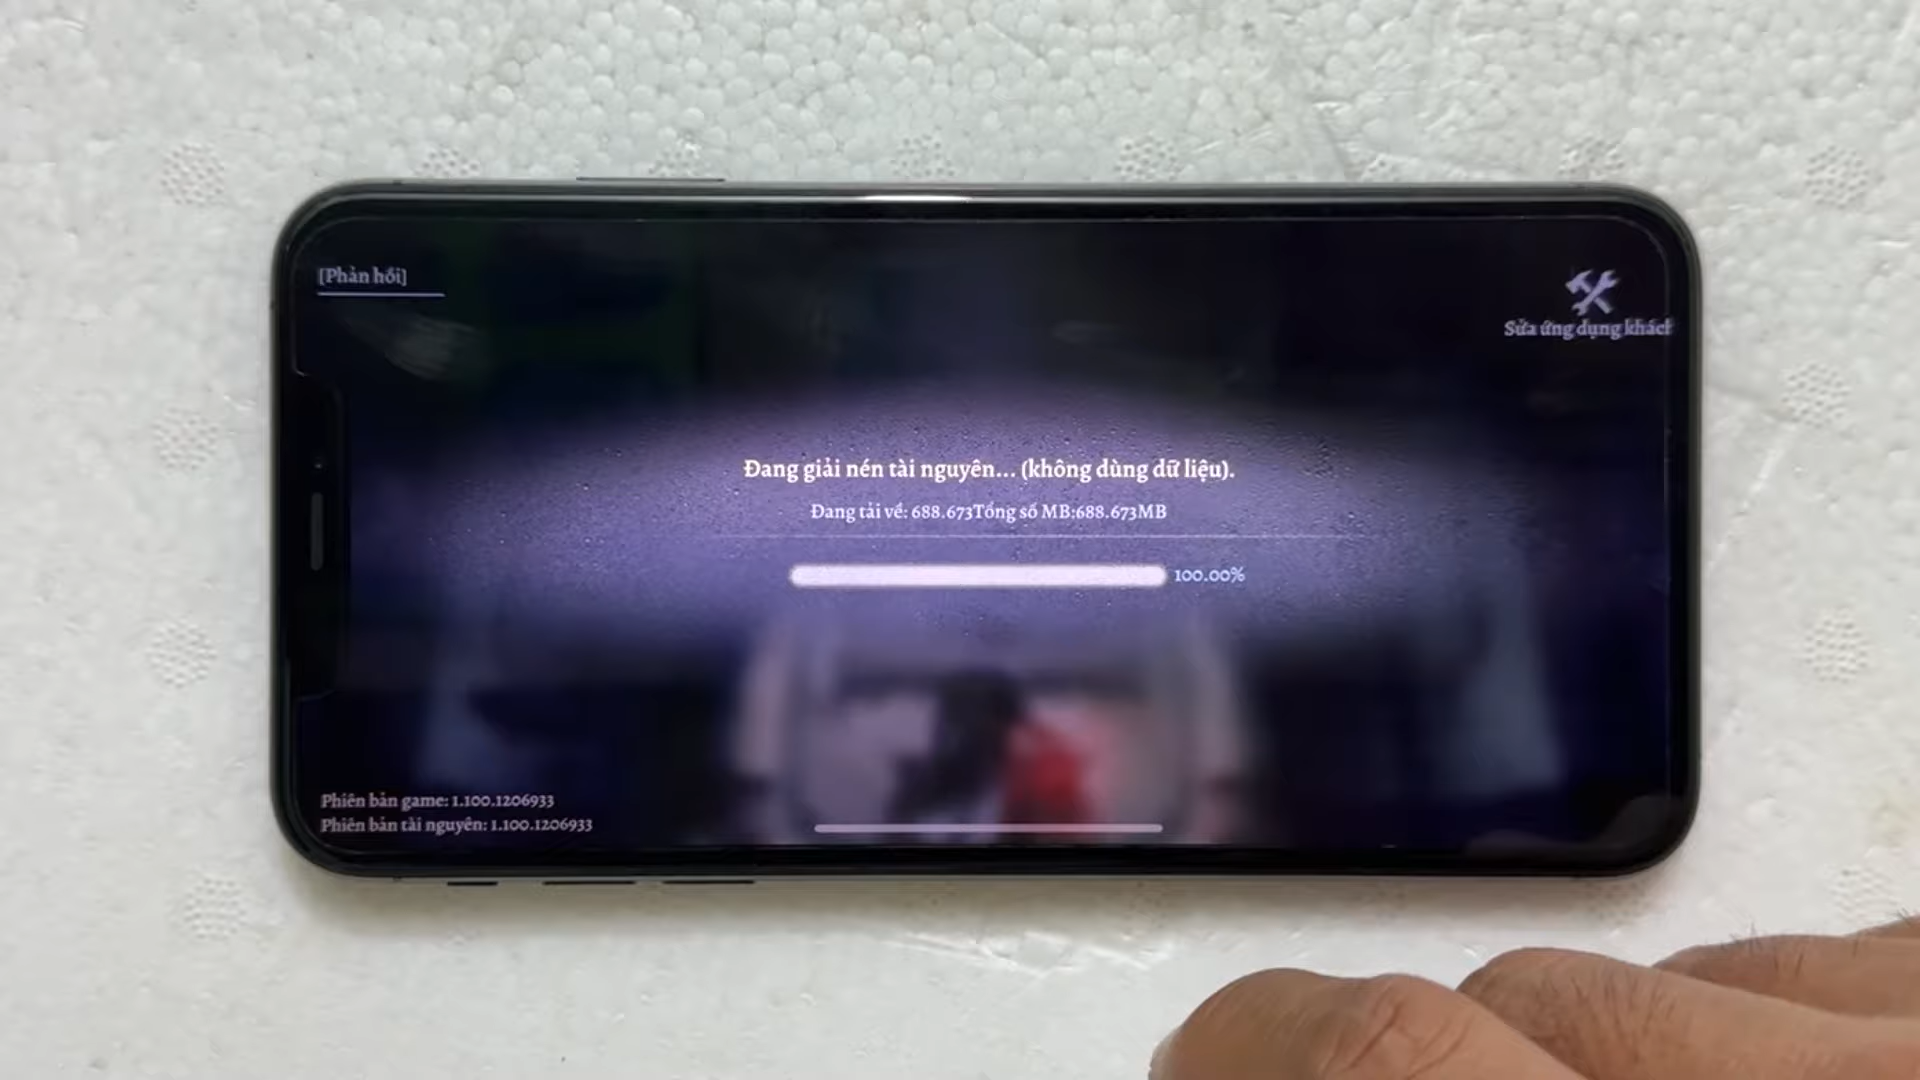 [Phản hồi]
Sửa ứng dụng khách
Đang giải nén tài nguyên... (không dùng dữ liệu).
Đang tải về: 688.673Tổng số MB:688.673MB
100.00%
Phiên bản game: 1.100.1206933
Phiên bản tài nguyên: 1.100.1206933